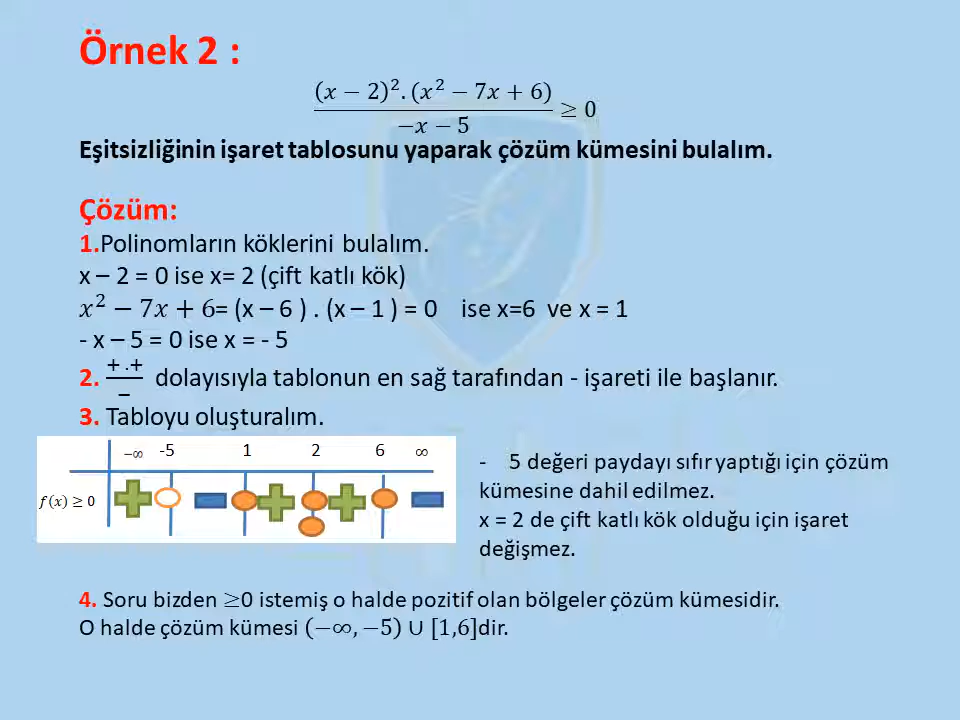 Örnek 2 :
(x − 2)². (x² − 7x + 6)
−x − 5
≥ 0
Eşitsizliğinin işaret tablosunu yaparak çözüm kümesini bulalım.
Çözüm:
1.Polinomların köklerini bulalım.
x – 2 = 0 ise x= 2 (çift katlı kök)
x² − 7x + 6= (x – 6 ) . (x – 1 ) = 0 ise x=6 ve x = 1
- x – 5 = 0 ise x = - 5
2. + .+ / − dolayısıyla tablonun en sağ tarafından - işareti ile başlanır.
3. Tabloyu oluşturalım.
−∞ -5 1 2 6 ∞
f(x) ≥ 0 + − + + −
- 5 değeri paydayı sıfır yaptığı için çözüm
kümesine dahil edilmez.
x = 2 de çift katlı kök olduğu için işaret
değişmez.
4. Soru bizden ≥0 istemiş o halde pozitif olan bölgeler çözüm kümesidir.
O halde çözüm kümesi (−∞, −5) ∪ [1,6]dir.